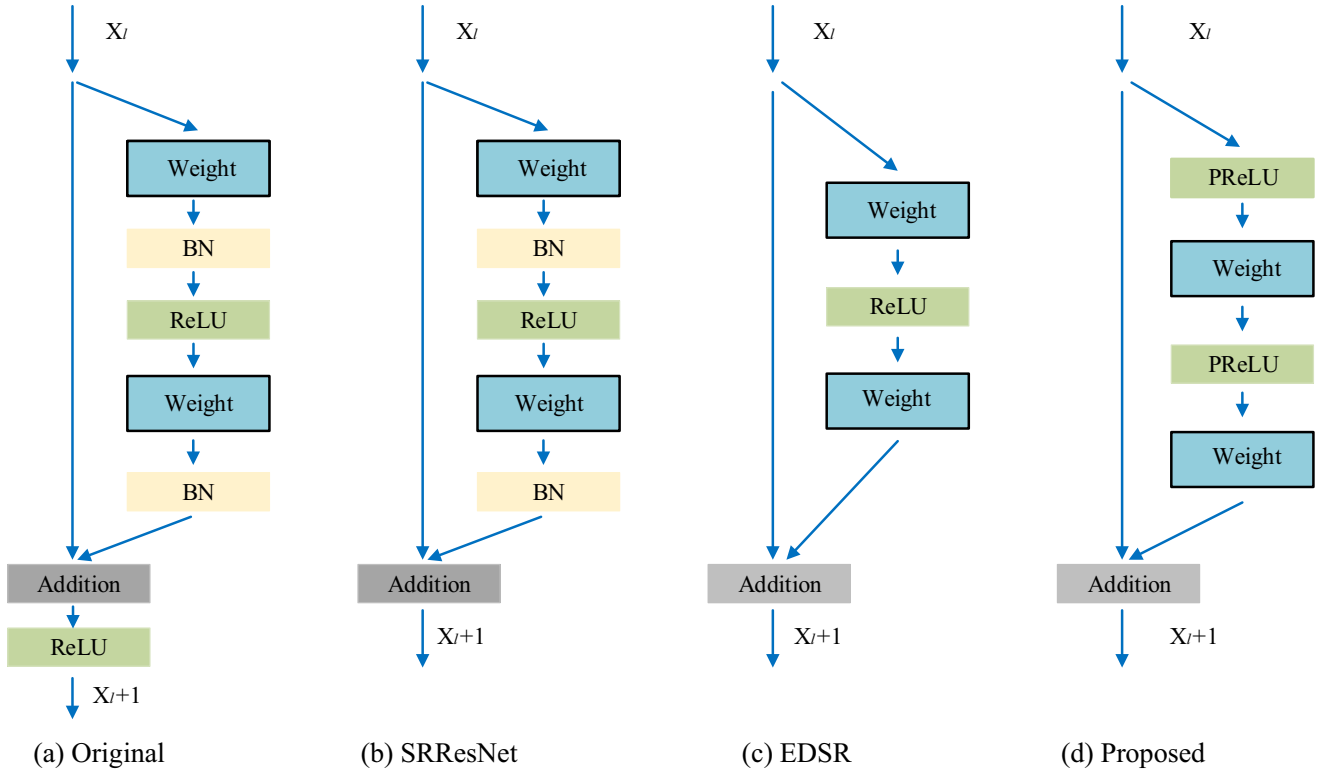 Xl
Weight
BN
ReLU
Weight
BN
Addition
ReLU
Xl+1
(a) Original
Xl
Weight
BN
ReLU
Weight
BN
Addition
Xl+1
(b) SRResNet
Xl
Weight
ReLU
Weight
Addition
Xl+1
(c) EDSR
Xl
PReLU
Weight
PReLU
Weight
Addition
Xl+1
(d) Proposed